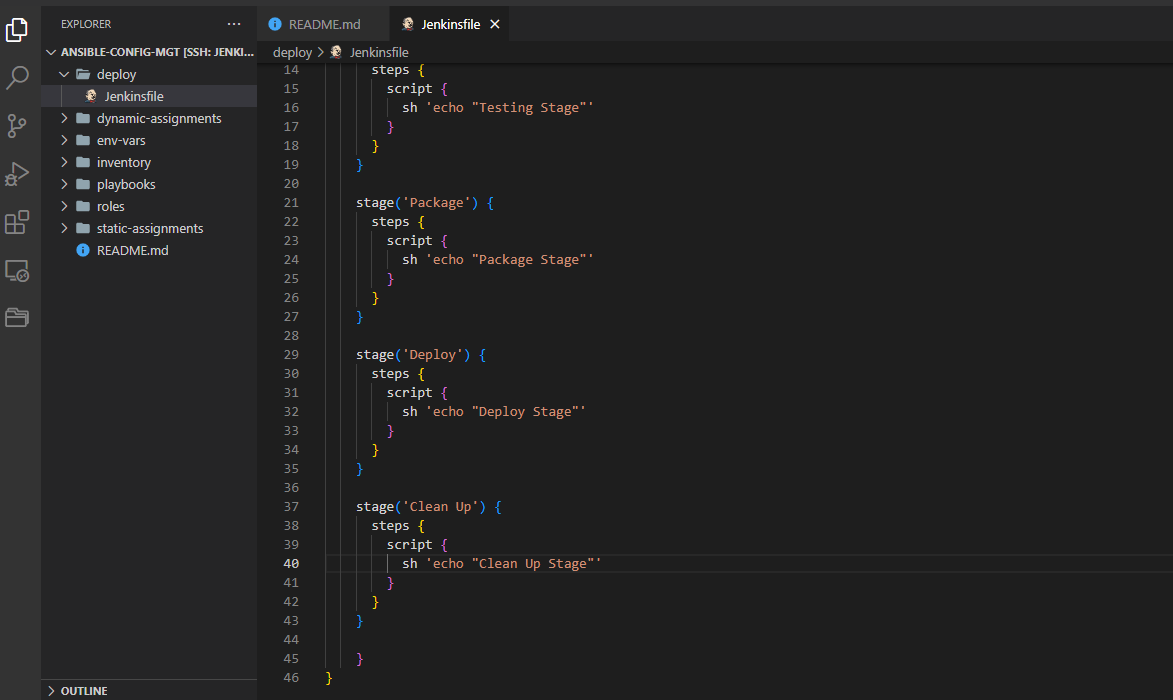 EXPLORER ···
ANSIBLE-CONFIG-MGT [SSH: JENKI...
deploy
Jenkinsfile
dynamic-assignments
env-vars
inventory
playbooks
roles
static-assignments
README.md
OUTLINE
README.md Jenkinsfile
deploy > Jenkinsfile
14 steps {
15 script {
16 sh 'echo "Testing Stage"'
17 }
18 }
19 }
20
21 stage('Package') {
22 steps {
23 script {
24 sh 'echo "Package Stage"'
25 }
26 }
27 }
28
29 stage('Deploy') {
30 steps {
31 script {
32 sh 'echo "Deploy Stage"'
33 }
34 }
35 }
36
37 stage('Clean Up') {
38 steps {
39 script {
40 sh 'echo "Clean Up Stage"'
41 }
42 }
43 }
44
45 }
46 }